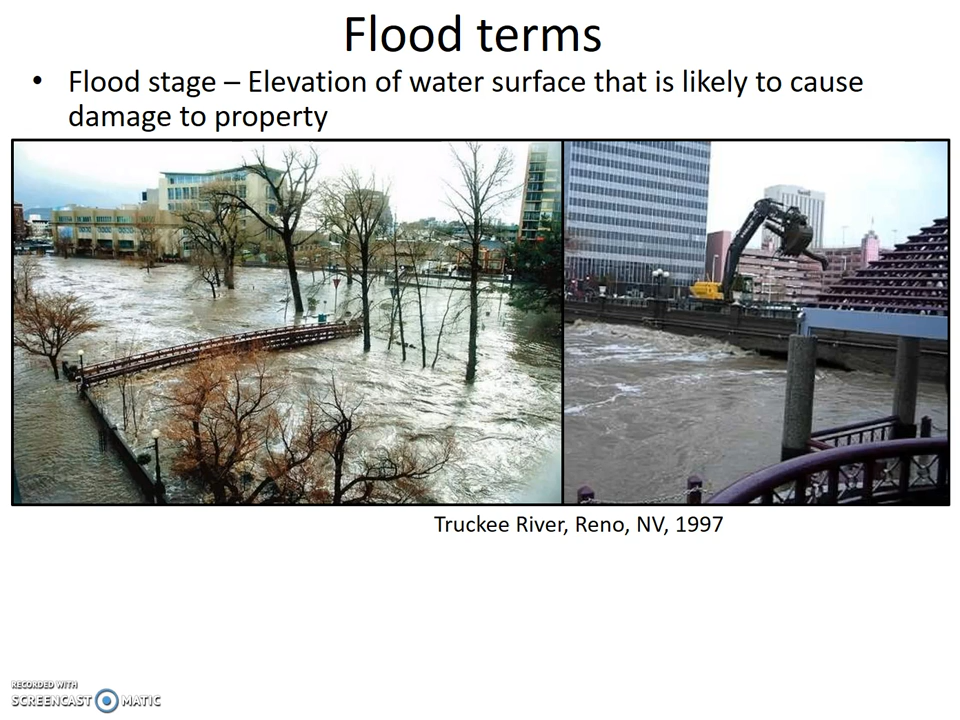 Flood terms
• Flood stage – Elevation of water surface that is likely to cause
damage to property
Truckee River, Reno, NV, 1997
RECORDED WITH
SCREENCAST MATIC